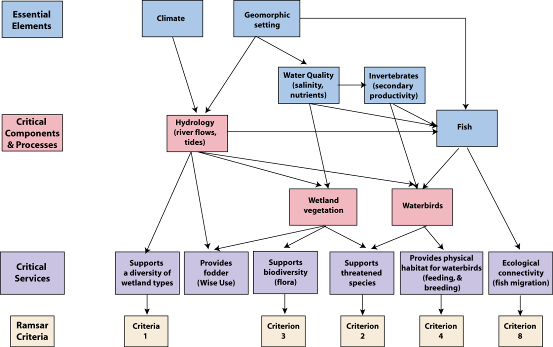 Essential
Elements
Climate
Geomorphic
setting
Water Quality
(salinity,
nutrients)
Invertebrates
(secondary
productivity)
Critical
Components
& Processes
Hydrology
(river flows,
tides)
Fish
Wetland
vegetation
Waterbirds
Critical
Services
Supports
a diversity of
wetland types
Provides
fodder
(Wise Use)
Supports
biodiversity
(flora)
Supports
threatened
species
Provides physical
habitat for waterbirds
(feeding, &
breeding)
Ecological
connectivity
(fish migration)
Ramsar
Criteria
Criteria
1
Criterion
3
Criterion
2
Criterion
4
Criterion
8